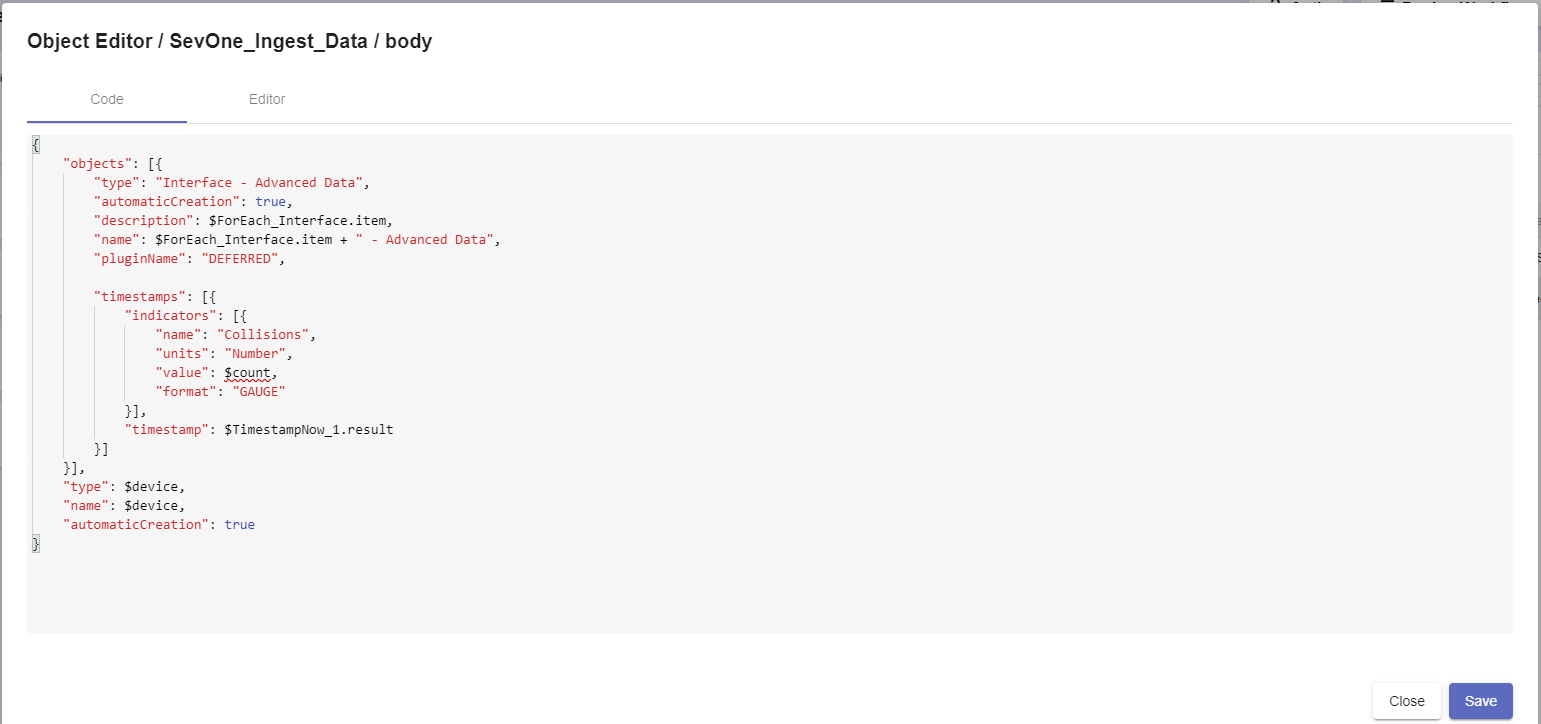 Object Editor / SevOne_Ingest_Data / body
Code Editor
{
    "objects": [{
        "type": "Interface - Advanced Data",
        "automaticCreation": true,
        "description": $ForEach_Interface.item,
        "name": $ForEach_Interface.item + " - Advanced Data",
        "pluginName": "DEFERRED",

        "timestamps": [{
            "indicators": [{
                "name": "Collisions",
                "units": "Number",
                "value": $count,
                "format": "GAUGE"
            }],
            "timestamp": $TimestampNow_1.result
        }]
    }],
    "type": $device,
    "name": $device,
    "automaticCreation": true
}
Close Save